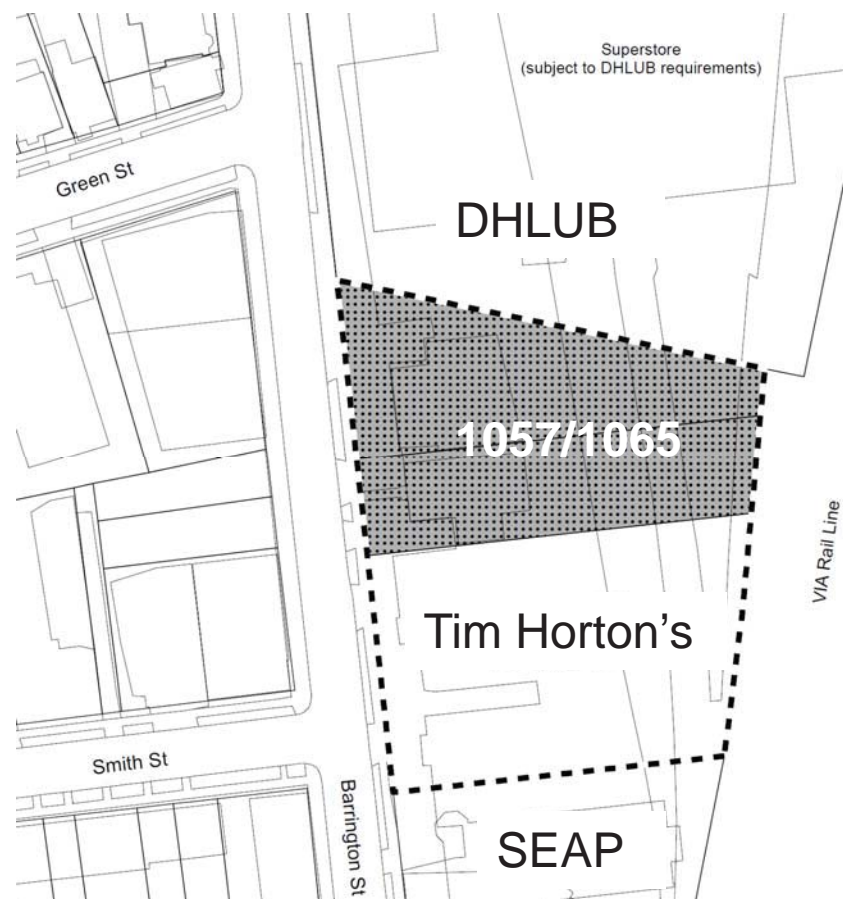 Superstore
(subject to DHLUB requirements)
Green St
DHLUB
1057/1065
VIA Rail Line
Tim Horton's
Smith St
Barrington St
SEAP